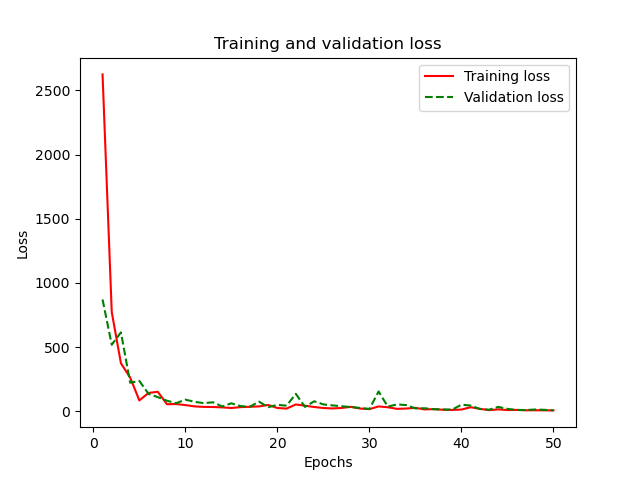 Training and validation loss
Training loss
Validation loss
2500
2000
1500
1000
500
0
Loss
0 10 20 30 40 50
Epochs